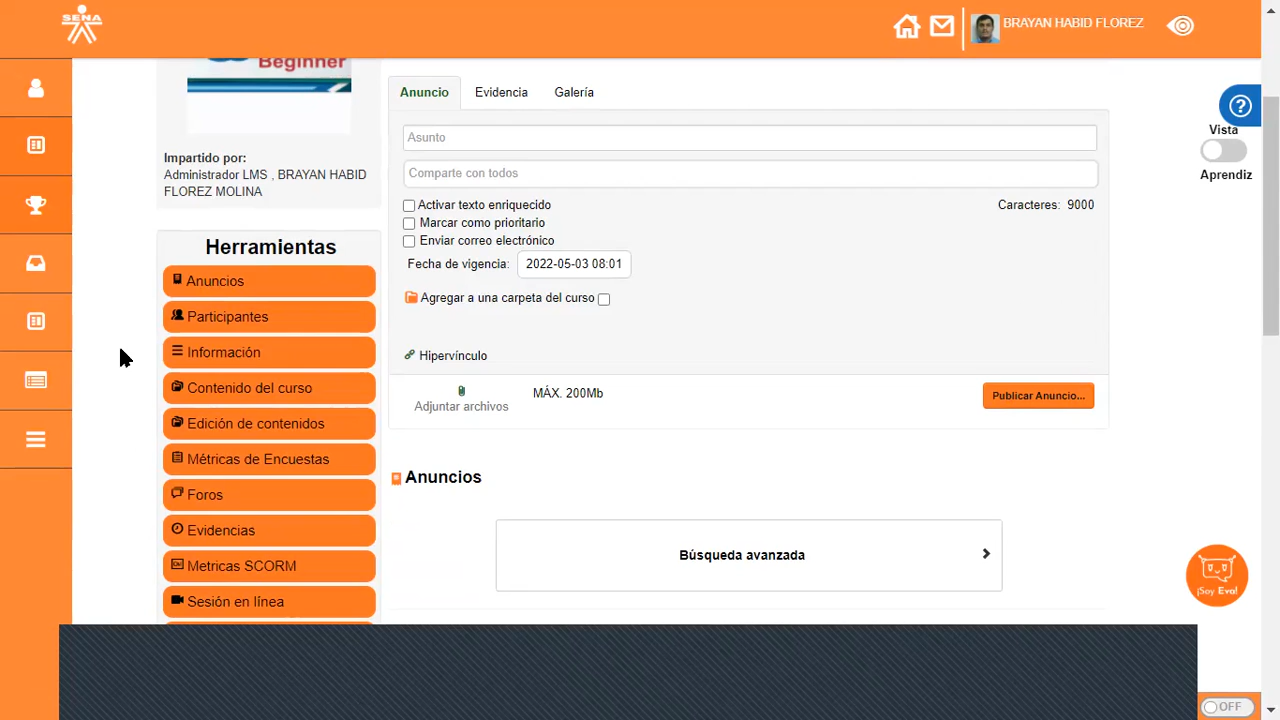 SENA
BRAYAN HABID FLOREZ
Beginner
Impartido por:
Administrador LMS , BRAYAN HABID
FLOREZ MOLINA
Herramientas
Anuncios
Participantes
Información
Contenido del curso
Edición de contenidos
Métricas de Encuestas
Foros
Evidencias
Metricas SCORM
Sesión en línea
Anuncio
Evidencia
Galería
Asunto
Comparte con todos
Activar texto enriquecido
Caracteres: 9000
Marcar como prioritario
Enviar correo electrónico
Fecha de vigencia: 2022-05-03 08:01
Agregar a una carpeta del curso
Hipervínculo
Adjuntar archivos
MÁX. 200Mb
Publicar Anuncio...
Anuncios
Búsqueda avanzada
Vista
Aprendiz
¡Soy Eva!
OFF